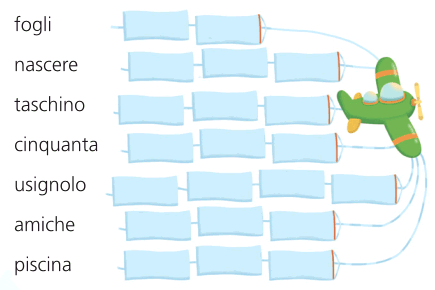 fogli
nascere
taschino
cinquanta
usignolo
amiche
piscina